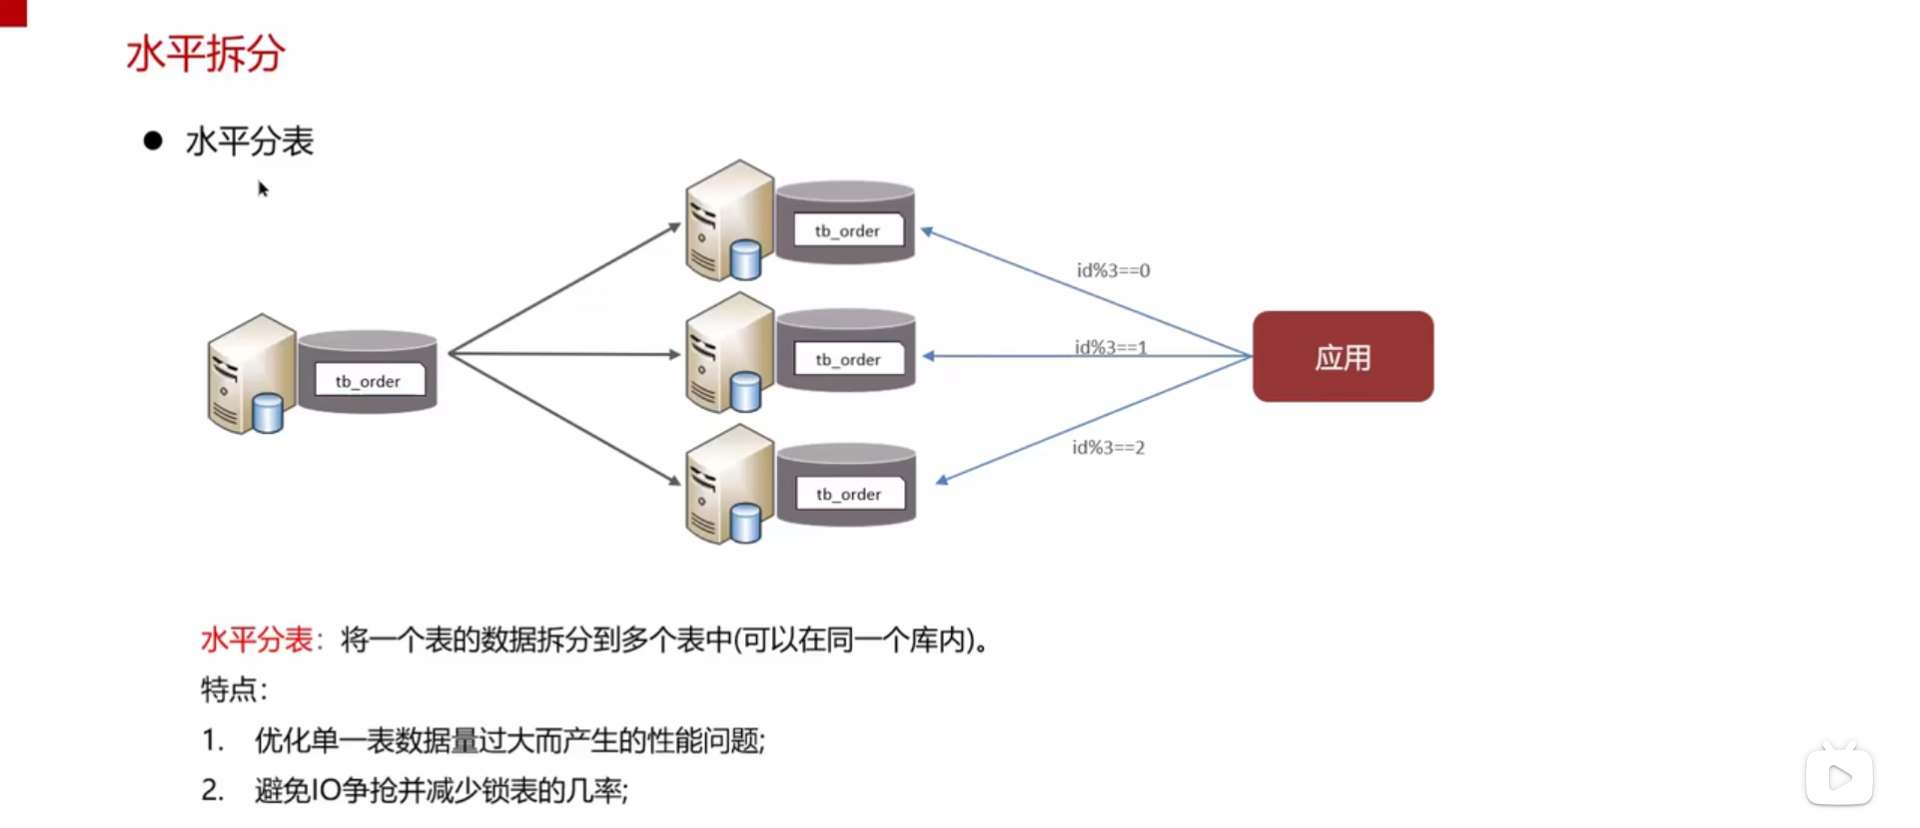 水平拆分
● 水平分表
tb_order
id%3==0
tb_order
id%3==1
应用
tb_order
tb_order
id%3==2
水平分表：将一个表的数据拆分到多个表中(可以在同一个库内)。
特点：
1. 优化单一表数据量过大而产生的性能问题;
2. 避免IO争抢并减少锁表的几率;